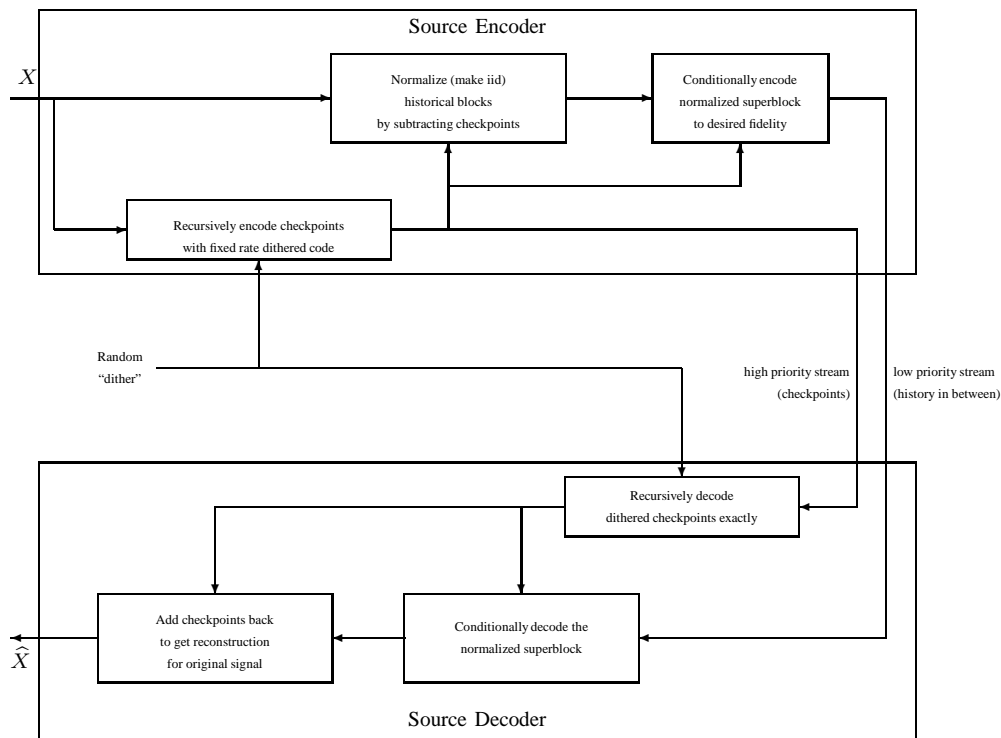 Source Encoder
X
Normalize (make iid)
historical blocks
by subtracting checkpoints
Conditionally encode
normalized superblock
to desired fidelity
Recursively encode checkpoints
with fixed rate dithered code
Random
“dither”
high priority stream
(checkpoints)
low priority stream
(history in between)
Recursively decode
dithered checkpoints exactly
Add checkpoints back
to get reconstruction
for original signal
Conditionally decode the
normalized superblock
X̂
Source Decoder